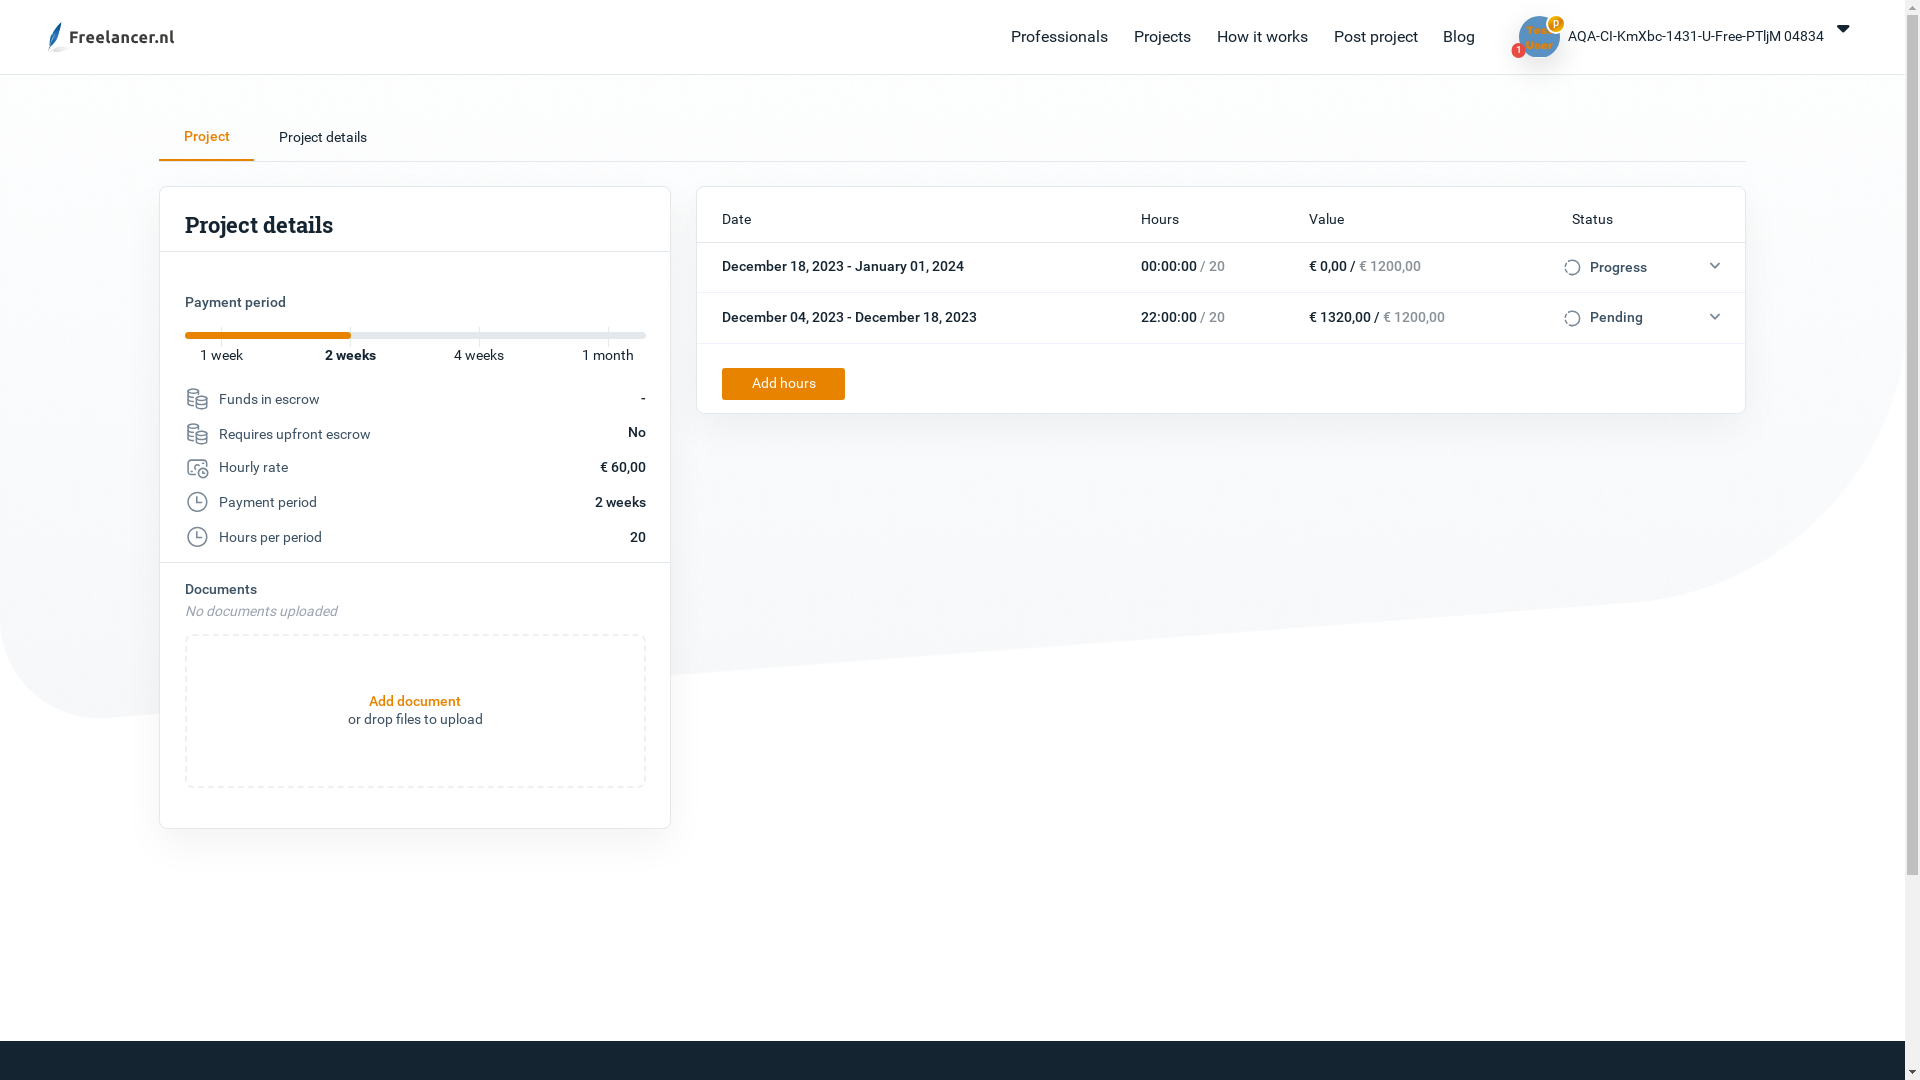 Freelancer.nl
Professionals Projects How it works Post project Blog
Test User
P
1
AQA-CI-KmXbc-1431-U-Free-PTljM 04834
Project Project details
Project details
Payment period
1 week 2 weeks 4 weeks 1 month
Funds in escrow -
Requires upfront escrow No
Hourly rate € 60,00
Payment period 2 weeks
Hours per period 20
Documents
No documents uploaded
Add document
or drop files to upload
Date Hours Value Status
December 18, 2023 - January 01, 2024 00:00:00 / 20 € 0,00 / € 1200,00 Progress
December 04, 2023 - December 18, 2023 22:00:00 / 20 € 1320,00 / € 1200,00 Pending
Add hours